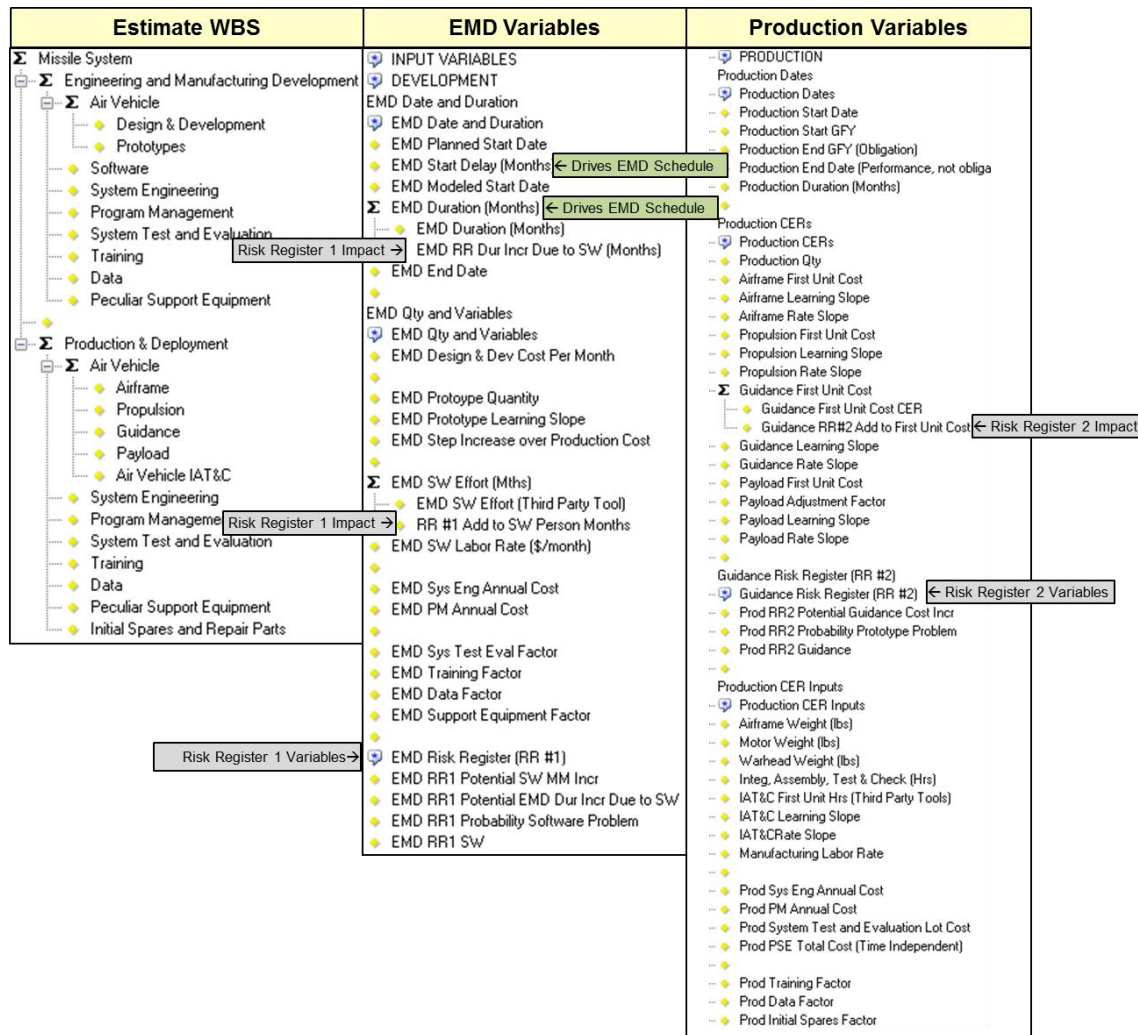 Estimate WBS
Missile System
Engineering and Manufacturing Development
Air Vehicle
Design & Development
Prototypes
Software
System Engineering
Program Management
System Test and Evaluation
Training
Data
Peculiar Support Equipment
Production & Deployment
Air Vehicle
Airframe
Propulsion
Guidance
Payload
Air Vehicle IAT&C
System Engineering
Program Manageme
System Test and Evaluation
Training
Data
Peculiar Support Equipment
Initial Spares and Repair Parts
EMD Variables
INPUT VARIABLES
DEVELOPMENT
EMD Date and Duration
EMD Date and Duration
EMD Planned Start Date
EMD Start Delay (Months ← Drives EMD Schedule
EMD Modeled Start Date
Σ EMD Duration (Months) ← Drives EMD Schedule
EMD Duration (Months)
Risk Register 1 Impact → EMD RR Dur Incr Due to SW (Months)
EMD End Date
EMD Qty and Variables
EMD Qty and Variables
EMD Design & Dev Cost Per Month
EMD Protoype Quantity
EMD Prototype Learning Slope
EMD Step Increase over Production Cost
Σ EMD SW Effort (Mths)
EMD SW Effort (Third Party Tool)
Risk Register 1 Impact → RR #1 Add to SW Person Months
EMD SW Labor Rate ($/month)
EMD Sys Eng Annual Cost
EMD PM Annual Cost
EMD Sys Test Eval Factor
EMD Training Factor
EMD Data Factor
EMD Support Equipment Factor
Risk Register 1 Variables→ EMD Risk Register (RR #1)
EMD RR1 Potential SW MM Incr
EMD RR1 Potential EMD Dur Incr Due to SW
EMD RR1 Probability Software Problem
EMD RR1 SW
Production Variables
PRODUCTION
Production Dates
Production Dates
Production Start Date
Production Start GFY
Production End GFY (Obligation)
Production End Date (Performance, not obliga
Production Duration (Months)
Production CERs
Production CERs
Production Qty
Airframe First Unit Cost
Airframe Learning Slope
Ariframe Rate Slope
Propulsion First Unit Cost
Propulsion Learning Slope
Propulsion Rate Slope
Σ Guidance First Unit Cost
Guidance First Unit Cost CER
Guidance RR#2 Add to First Unit Cost ← Risk Register 2 Impact
Guidance Learning Slope
Guidance Rate Slope
Payload First Unit Cost
Payload Adjustment Factor
Payload Learning Slope
Payload Rate Slope
Guidance Risk Register (RR #2)
Guidance Risk Register (RR #2) ← Risk Register 2 Variables
Prod RR2 Potential Guidance Cost Incr
Prod RR2 Probability Prototype Problem
Prod RR2 Guidance
Production CER Inputs
Production CER Inputs
Airframe Weight (lbs)
Motor Weight (lbs)
Warhead Weight (lbs)
Integ, Assembly, Test & Check (Hrs)
IAT&C First Unit Hrs (Third Party Tools)
IAT&C Learning Slope
IAT&CRate Slope
Manufacturing Labor Rate
Prod Sys Eng Annual Cost
Prod PM Annual Cost
Prod System Test and Evaluation Lot Cost
Prod PSE Total Cost (Time Independent)
Prod Training Factor
Prod Data Factor
Prod Initial Spares Factor